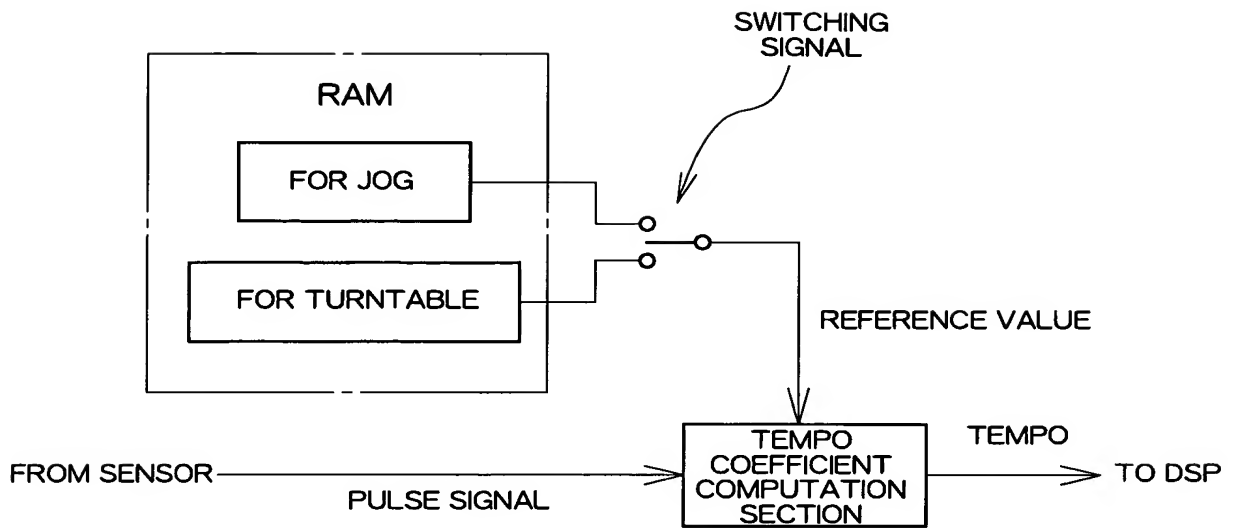 SWITCHING
SIGNAL
RAM
FOR JOG
FOR TURNTABLE
REFERENCE VALUE
FROM SENSOR
PULSE SIGNAL
TEMPO
COEFFICIENT
COMPUTATION
SECTION
TEMPO
TO DSP